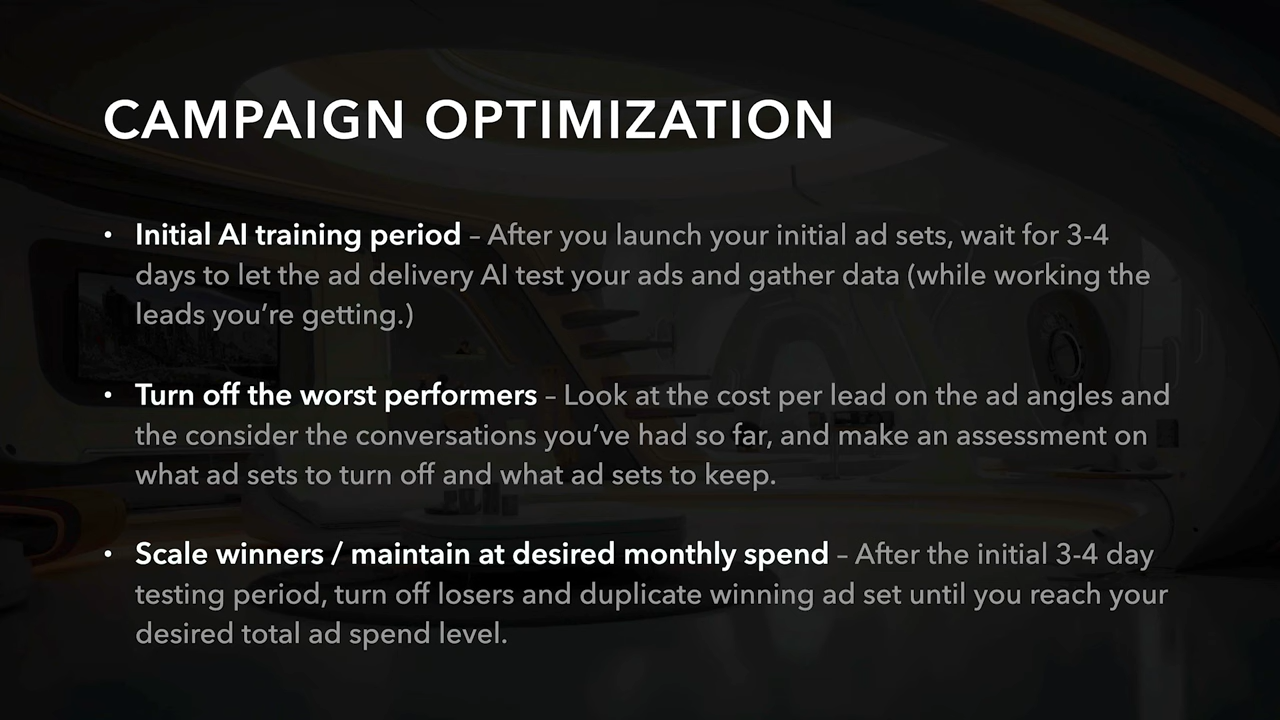 CAMPAIGN OPTIMIZATION
• Initial AI training period – After you launch your initial ad sets, wait for 3-4
days to let the ad delivery AI test your ads and gather data (while working the
leads you’re getting.)
• Turn off the worst performers – Look at the cost per lead on the ad angles and
the consider the conversations you’ve had so far, and make an assessment on
what ad sets to turn off and what ad sets to keep.
• Scale winners / maintain at desired monthly spend – After the initial 3-4 day
testing period, turn off losers and duplicate winning ad set until you reach your
desired total ad spend level.